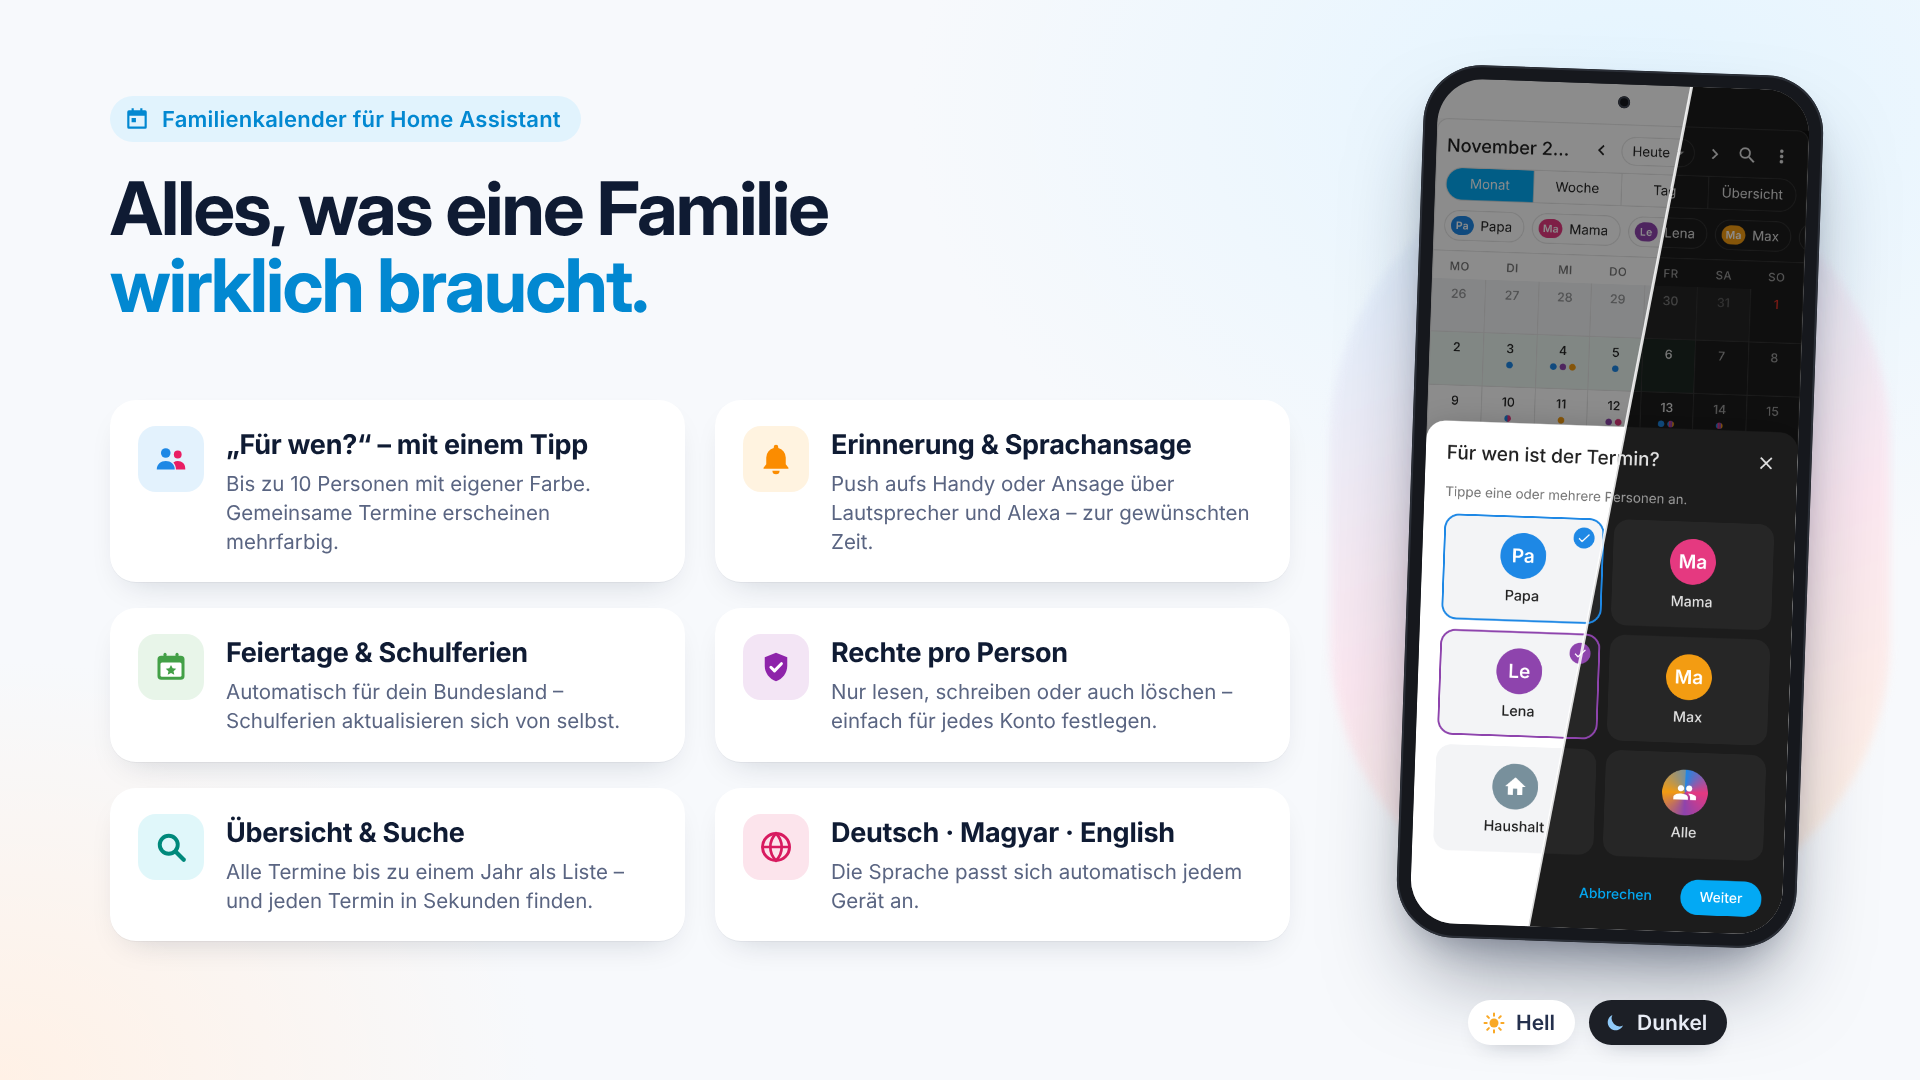 Familienkalender für Home Assistant
Alles, was eine Familie
wirklich braucht.
„Für wen?“ – mit einem Tipp
Bis zu 10 Personen mit eigener Farbe.
Gemeinsame Termine erscheinen
mehrfarbig.
Erinnerung & Sprachansage
Push aufs Handy oder Ansage über
Lautsprecher und Alexa – zur gewünschten
Zeit.
Feiertage & Schulferien
Automatisch für dein Bundesland –
Schulferien aktualisieren sich von selbst.
Rechte pro Person
Nur lesen, schreiben oder auch löschen –
einfach für jedes Konto festlegen.
Übersicht & Suche
Alle Termine bis zu einem Jahr als Liste –
und jeden Termin in Sekunden finden.
Deutsch · Magyar · English
Die Sprache passt sich automatisch jedem
Gerät an.
November 2... Heute
Monat Woche Tag Übersicht
Pa Papa Ma Mama Le Lena Ma Max
MO DI MI DO FR SA SO
26 27 28 29 30 31 1
2 3 4 5 6 7 8
9 10 11 12 13 14 15
Für wen ist der Termin?
Tippe eine oder mehrere Personen an.
Pa Ma
Papa Mama
Le Ma
Lena Max
Haushalt Alle
Abbrechen Weiter
Hell Dunkel